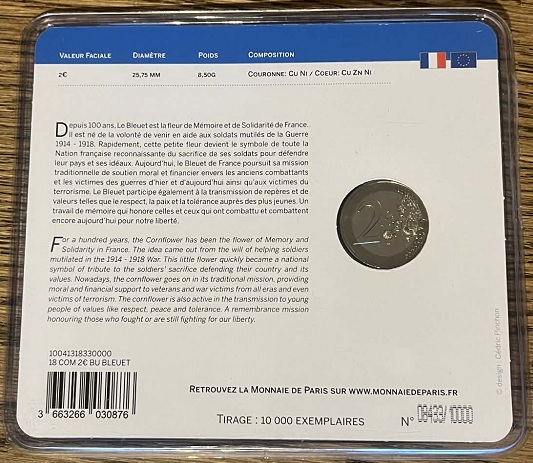 VALEUR FACIALE DIAMÈTRE POIDS COMPOSITION
2€ 25,75 MM 8,50G COURONNE: CU NI / COEUR: CU ZN NI
Depuis 100 ans, Le Bleuet est la fleur de Mémoire et de Solidarité de France.
Il est né de la volonté de venir en aide aux soldats mutilés de la Guerre
1914 - 1918. Rapidement, cette petite fleur devient le symbole de toute la
Nation française reconnaissante du sacrifice de ses soldats pour défendre
leur pays et ses idéaux. Aujourd'hui, le Bleuet de France poursuit sa mission
traditionnelle de soutien moral et financier envers les anciens combattants
et les victimes des guerres d'hier et d'aujourd'hui ainsi qu'aux victimes du
terrorisme. Le Bleuet participe également à la transmission de repères et de
valeurs telles que le respect, la paix et la tolérance auprès des plus jeunes. Un
travail de mémoire qui honore celles et ceux qui ont combattu et combattent
encore aujourd'hui pour notre liberté.
For a hundred years, the Cornflower has been the flower of Memory and
Solidarity in France. The idea came out from the will of helping soldiers
mutilated in the 1914 - 1918 War. This little flower quickly became a national
symbol of tribute to the soldiers' sacrifice defending their country and its
values. Nowadays, the cornflower goes on in its traditional mission, providing
moral and financial support to veterans and war victims from all eras and even
victims of terrorism. The cornflower is also active in the transmission to young
people of values like respect, peace and tolerance. A remembrance mission
honouring those who fought or are still fighting for our liberty.
2
10041318330000
18 COM 2€ BU BLEUET
3 663266 030876
RETROUVEZ LA MONNAIE DE PARIS SUR WWW.MONNAIEDEPARIS.FR
TIRAGE : 10 000 EXEMPLAIRES N° 08433/10000
© design : Cédric Pinchon